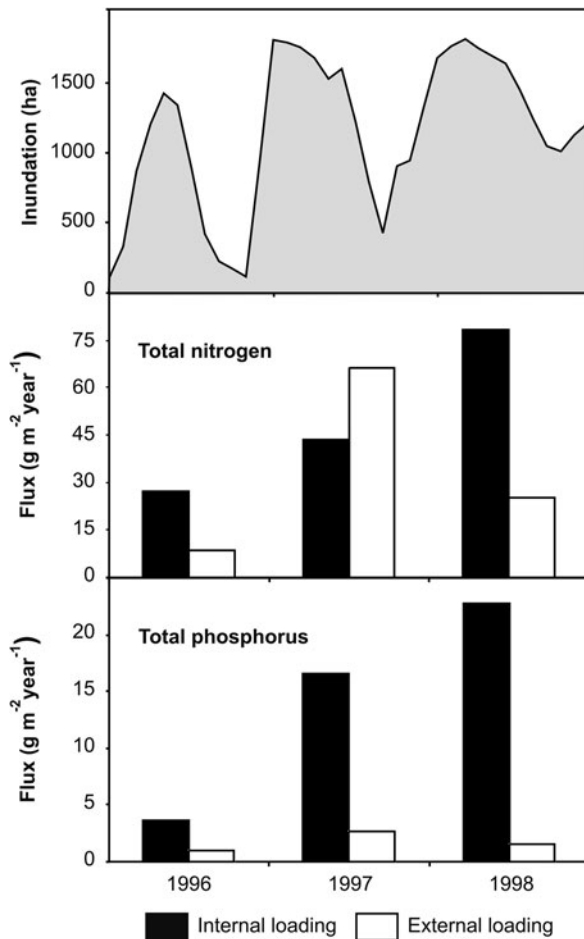 Inundation (ha)
1500
1000
500
0
Total nitrogen
Flux (g m⁻² year⁻¹)
75
60
45
30
15
0
Total phosphorus
Flux (g m⁻² year⁻¹)
20
15
10
5
0
1996 1997 1998
Internal loading External loading